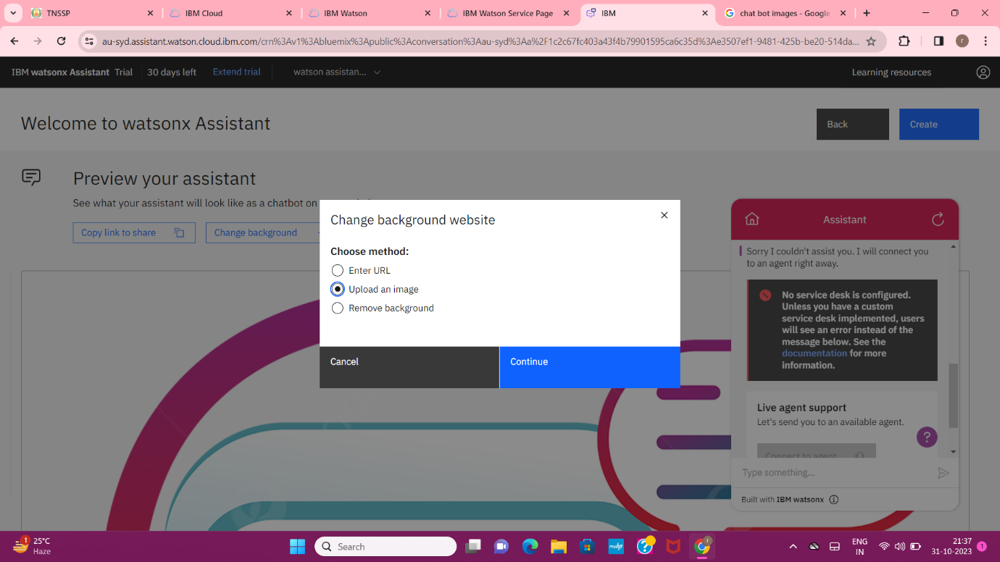 TNSSP
IBM Cloud
IBM Watson
IBM Watson Service Page
IBM
chat bot images - Google
au-syd.assistant.watson.cloud.ibm.com/crn%3Av1%3Abluemix%3Apublic%3Aconversation%3Aau-syd%3Aa%2F1c2c67fc403a43f4b79901595ca6c35d%3Ae3507ef1-9481-425b-be20-514da...
r
IBM watsonx Assistant Trial 30 days left Extend trial watson assistan... Learning resources
Welcome to watsonx Assistant
Back
Create
Preview your assistant
See what your assistant will look like as a chatbot on
Copy link to share
Change background
Change background website
Choose method:
Enter URL
Upload an image
Remove background
Cancel
Continue
Assistant
Sorry I couldn't assist you. I will connect you
to an agent right away.
No service desk is configured.
Unless you have a custom
service desk implemented, users
will see an error instead of the
message below. See the
documentation for more
information.
Live agent support
Let's send you to an available agent.
?
Connect to agent
Type something...
Built with IBM watsonx
1
25°C
Haze
Search
myhp
?
r
ENG
IN
21:37
31-10-2023
1